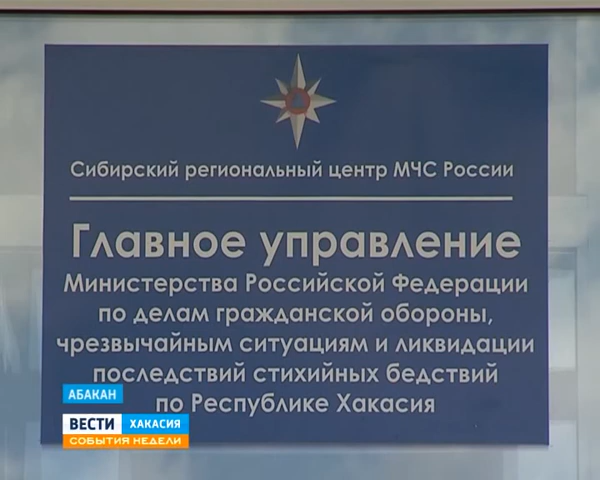 Сибирский региональный центр МЧС России
Главное управление
Министерства Российской Федерации
по делам гражданской обороны,
чрезвычайным ситуациям и ликвидации
последствий стихийных бедствий
по Республике Хакасия
АБАКАН
ВЕСТИ ХАКАСИЯ
СОБЫТИЯ НЕДЕЛИ